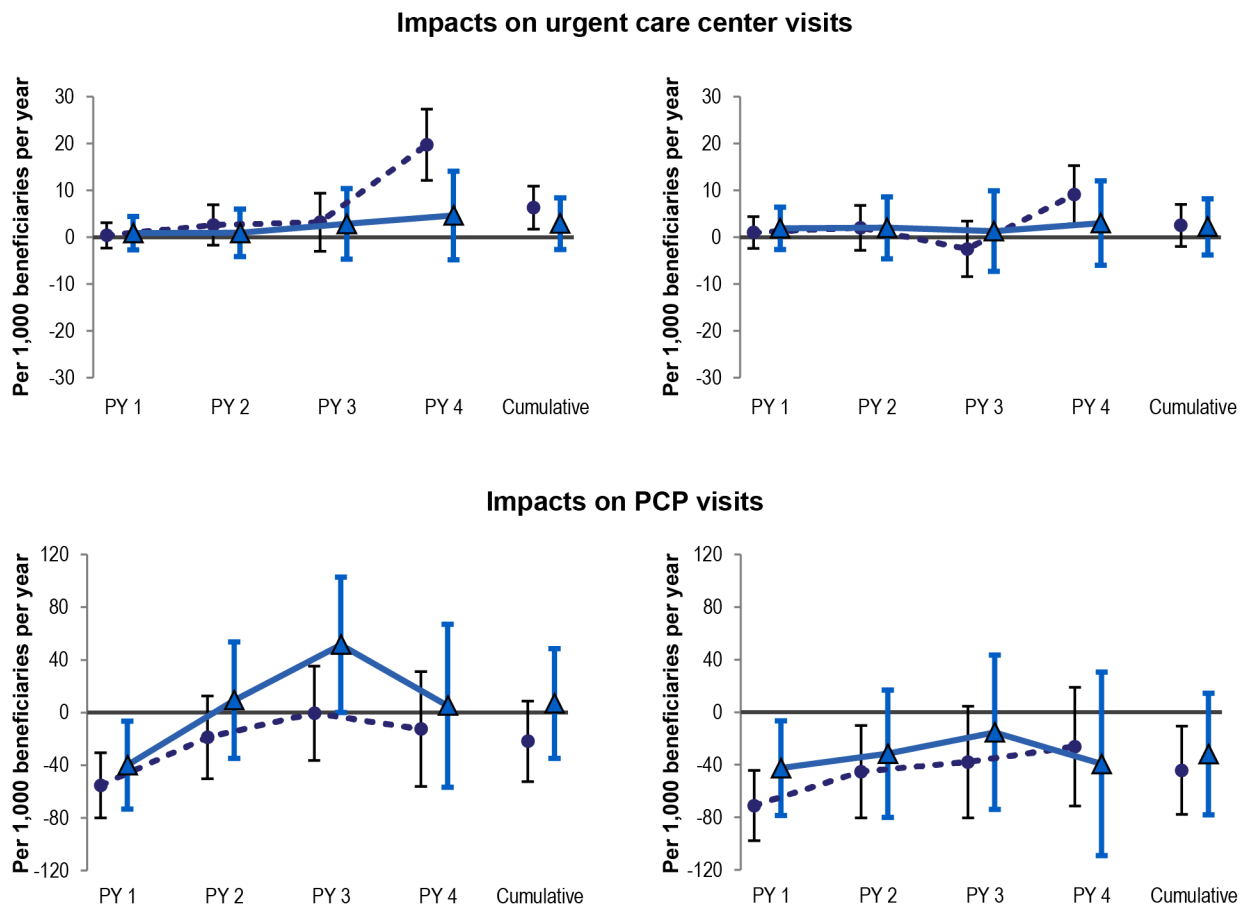 Impacts on urgent care center visits
Per 1,000 beneficiaries per year
30
20
10
0
-10
-20
-30
PY 1 PY 2 PY 3 PY 4 Cumulative
Per 1,000 beneficiaries per year
30
20
10
0
-10
-20
-30
PY 1 PY 2 PY 3 PY 4 Cumulative
Impacts on PCP visits
Per 1,000 beneficiaries per year
120
80
40
0
-40
-80
-120
PY 1 PY 2 PY 3 PY 4 Cumulative
Per 1,000 beneficiaries per year
120
80
40
0
-40
-80
-120
PY 1 PY 2 PY 3 PY 4 Cumulative